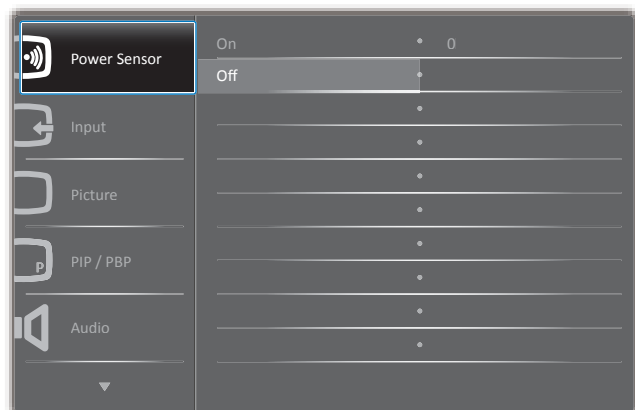 Power Sensor
On 0
Off
Input
Picture
P
PIP / PBP
Audio